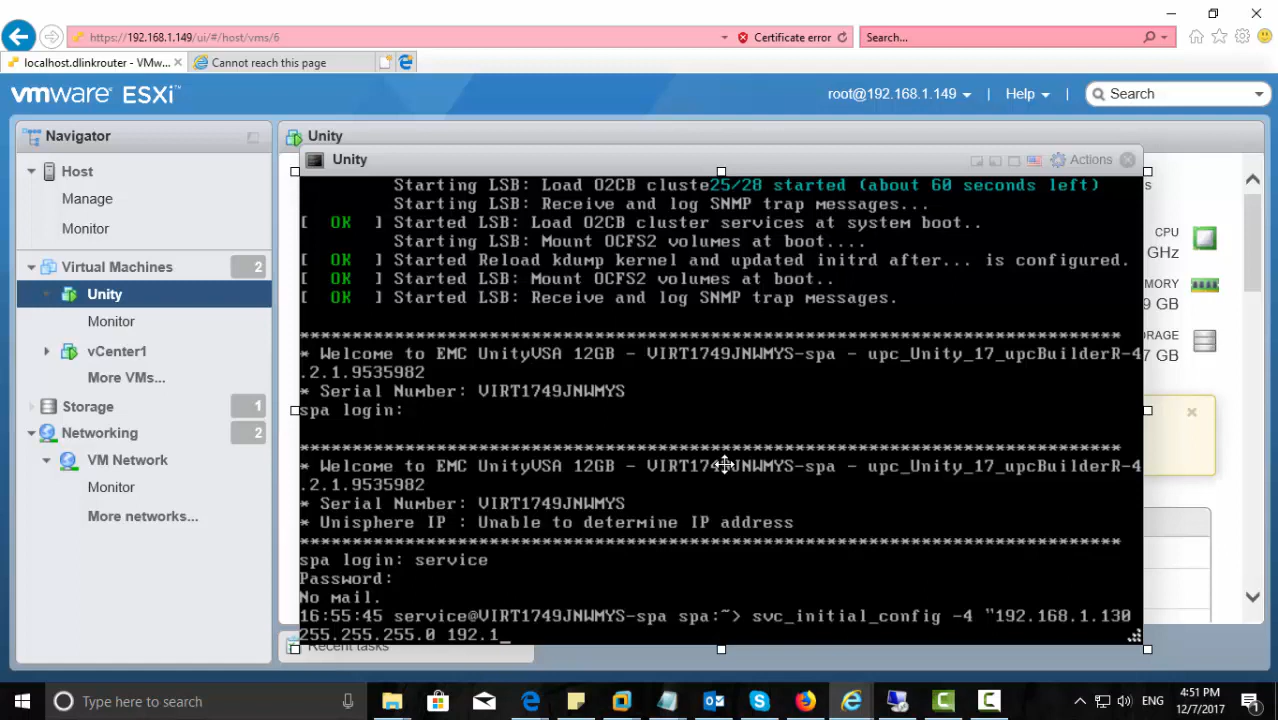 https://192.168.1.149/ui/#/host/vms/6
Certificate error
Search...
localhost.dlinkrouter - VMw...
Cannot reach this page
vmware ESXi
root@192.168.1.149
Help
Search
Navigator
Host
Manage
Monitor
Virtual Machines 2
Unity
Monitor
vCenter1
More VMs...
Storage 1
Networking 2
VM Network
Monitor
More networks...
Unity
Unity
Actions
Starting LSB: Load O2CB cluste25/28 started (about 60 seconds left)
Starting LSB: Receive and log SNMP trap messages...
[ OK ] Started LSB: Load O2CB cluster services at system boot..
Starting LSB: Mount OCFS2 volumes at boot....
[ OK ] Started Reload kdump kernel and updated initrd after... is configured.
[ OK ] Started LSB: Mount OCFS2 volumes at boot..
[ OK ] Started LSB: Receive and log SNMP trap messages.
*******************************************************************************
* Welcome to EMC UnityVSA 12GB - VIRT1749JNWMYS-spa - upc_Unity_17_upcBuilderR-4
.2.1.9535982
* Serial Number: VIRT1749JNWMYS
spa login:
*******************************************************************************
* Welcome to EMC UnityVSA 12GB - VIRT1749JNWMYS-spa - upc_Unity_17_upcBuilderR-4
.2.1.9535982
* Serial Number: VIRT1749JNWMYS
* Unisphere IP : Unable to determine IP address
*******************************************************************************
spa login: service
Password:
No mail.
16:55:45 service@VIRT1749JNWMYS-spa spa:~> svc_initial_config -4 "192.168.1.130
255.255.255.0 192.1_
CPU
GHz
9 GB
7 GB
Recent tasks
Type here to search
ENG
4:51 PM
12/7/2017